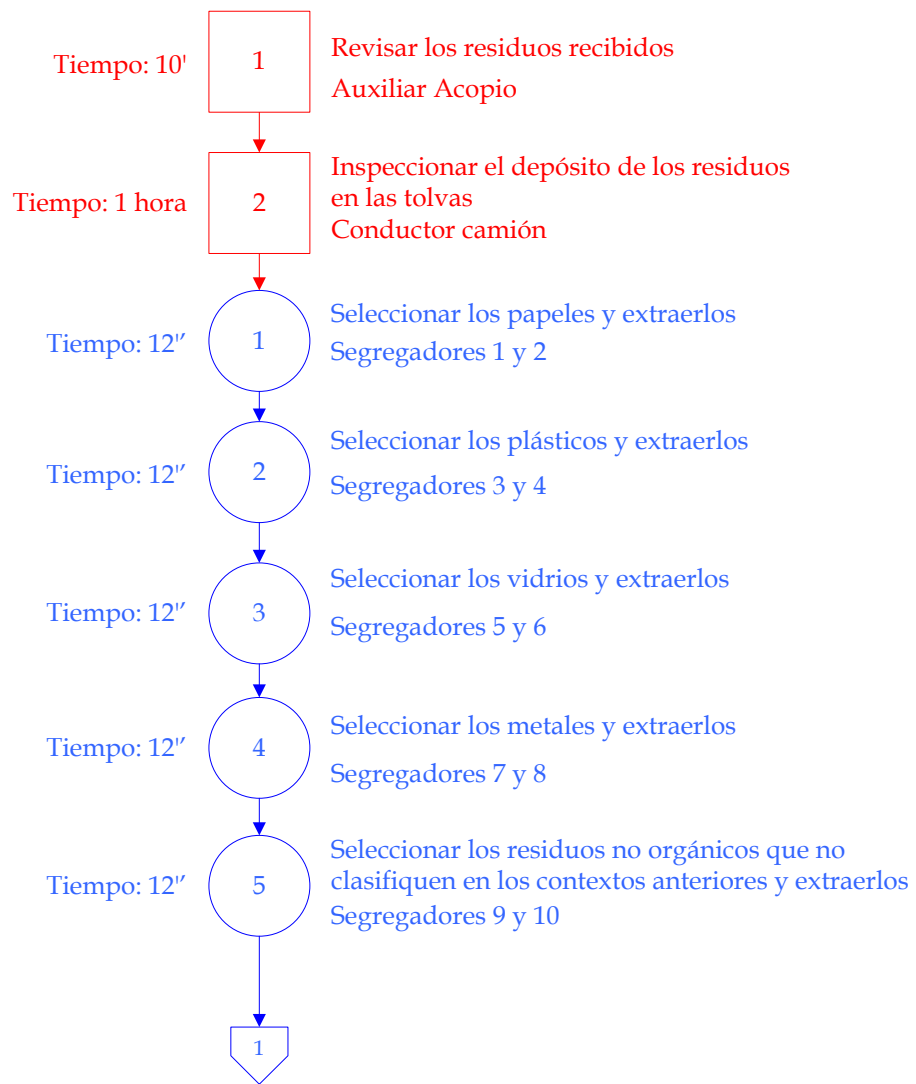 Tiempo: 10'
1
Revisar los residuos recibidos
Auxiliar Acopio
Tiempo: 1 hora
2
Inspeccionar el depósito de los residuos
en las tolvas
Conductor camión
Tiempo: 12’’
1
Seleccionar los papeles y extraerlos
Segregadores 1 y 2
Tiempo: 12’’
2
Seleccionar los plásticos y extraerlos
Segregadores 3 y 4
Tiempo: 12’’
3
Seleccionar los vidrios y extraerlos
Segregadores 5 y 6
Tiempo: 12’’
4
Seleccionar los metales y extraerlos
Segregadores 7 y 8
Tiempo: 12’’
5
Seleccionar los residuos no orgánicos que no
clasifiquen en los contextos anteriores y extraerlos
Segregadores 9 y 10
1